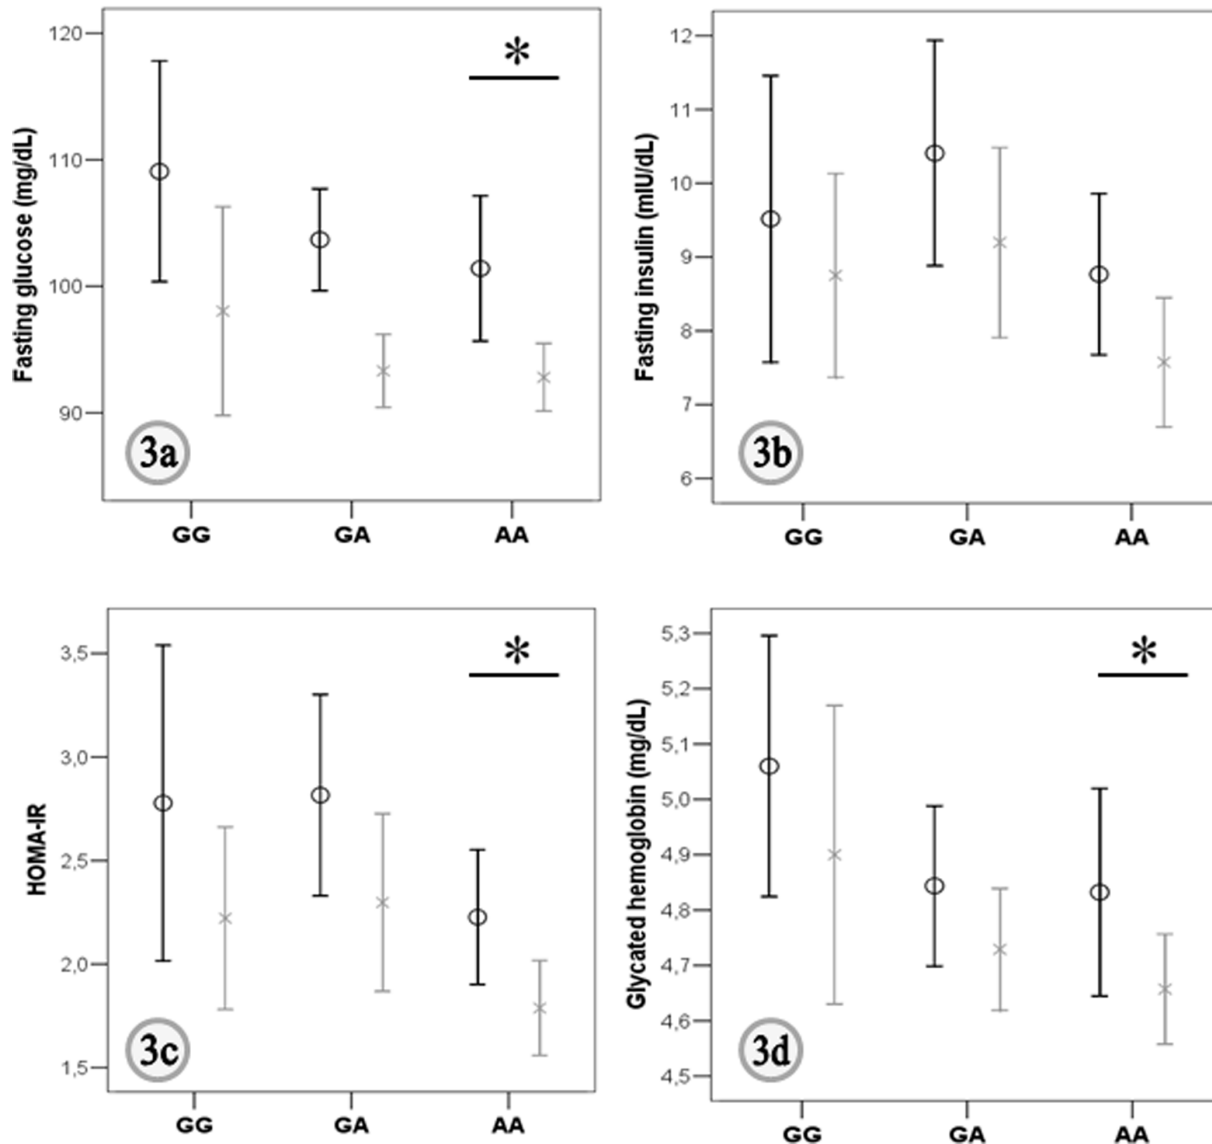 Fasting glucose (mg/dL)
120
110
100
90
*
3a
GG GA AA
Fasting insulin (mIU/dL)
12
11
10
9
8
7
6
3b
GG GA AA
HOMA-IR
3,5
3,0
2,5
2,0
1,5
*
3c
GG GA AA
Glycated hemoglobin (mg/dL)
5,3
5,2
5,1
5,0
4,9
4,8
4,7
4,6
4,5
*
3d
GG GA AA